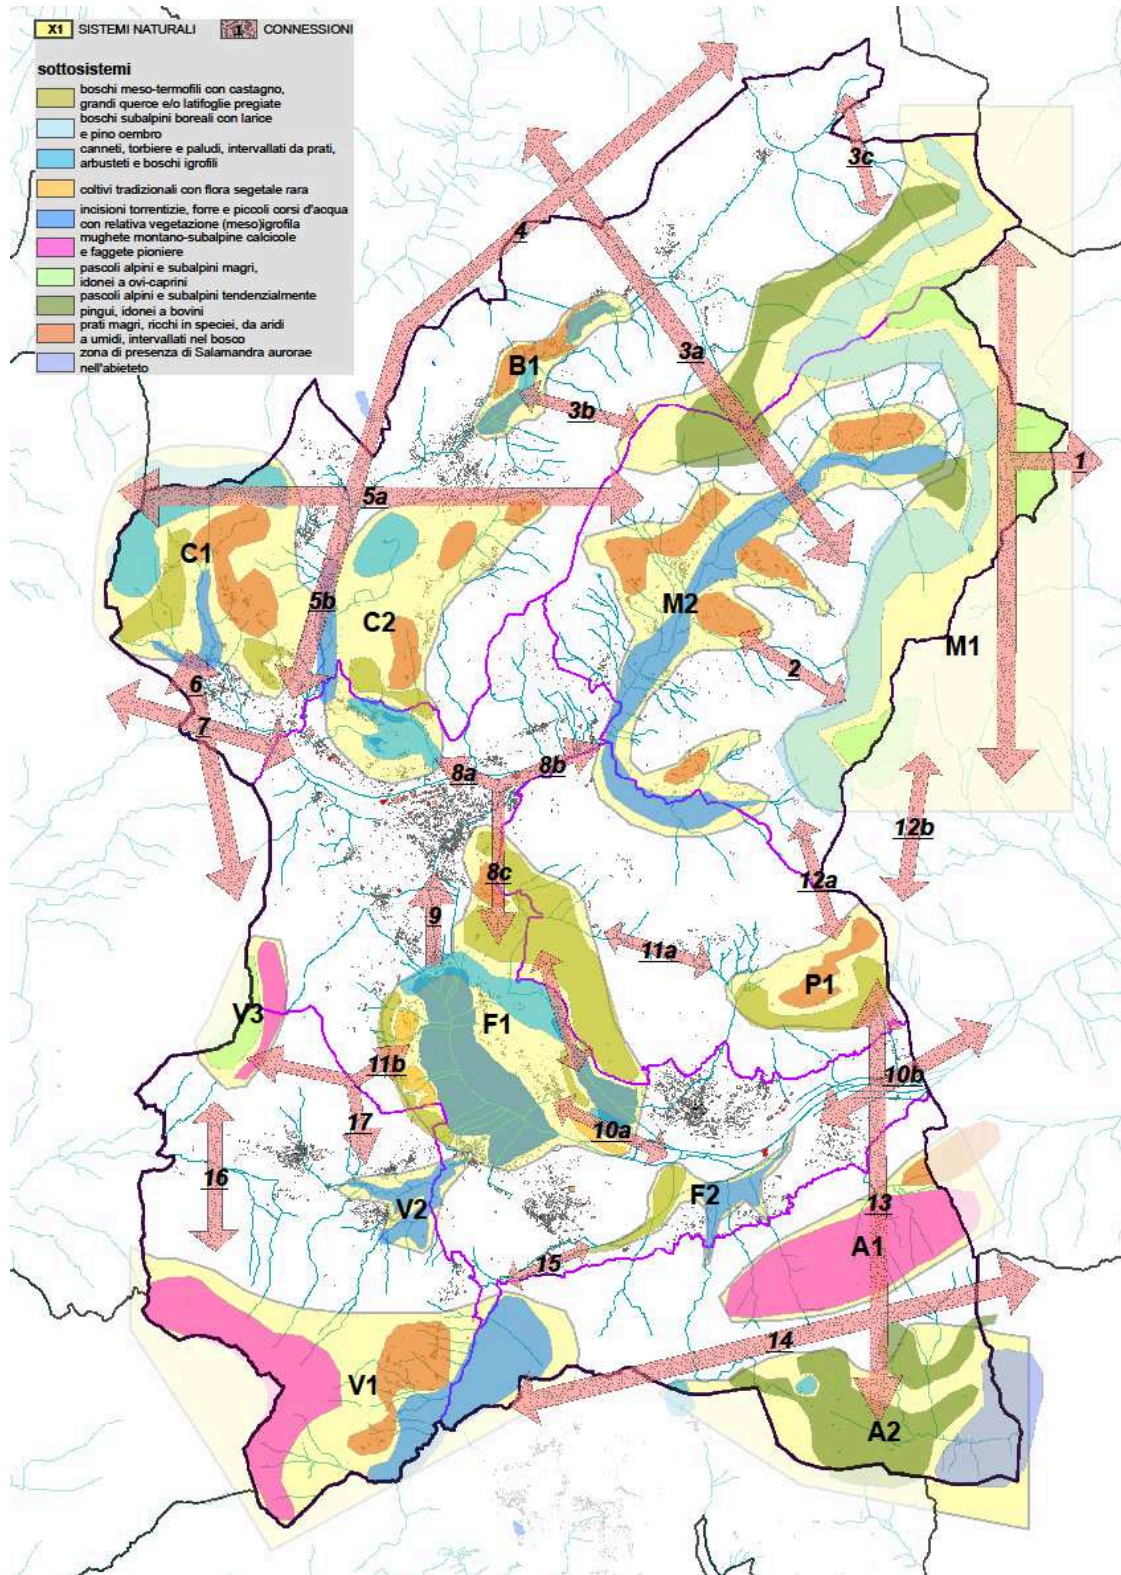 X1 SISTEMI NATURALI 1 CONNESSIONI
sottosistemi
boschi meso-termofili con castagno,
grandi querce e/o latifoglie pregiate
boschi subalpini boreali con larice
e pino cembro
canneti, torbiere e paludi, intervallati da prati,
arbusteti e boschi igrofili
coltivi tradizionali con flora segetale rara
incisioni torrentizie, forre e piccoli corsi d'acqua
con relativa vegetazione (meso)igrofila
mughete montano-subalpine calcicole
e faggete pioniere
pascoli alpini e subalpini magri,
idonei a ovi-caprini
pascoli alpini e subalpini tendenzialmente
pingui, idonei a bovini
prati magri, ricchi in speciei, da aridi
a umidi, intervallati nel bosco
zona di presenza di Salamandra aurorae
nell'abieteto
3c
4
3a
B1
3b
1
5a
C1
5b
C2
M2
M1
2
6
7
8a
8b
12b
8c
12a
9
11a
P1
V3
F1
11b
10b
17
10a
16
V2
F2
13
A1
15
14
V1
A2